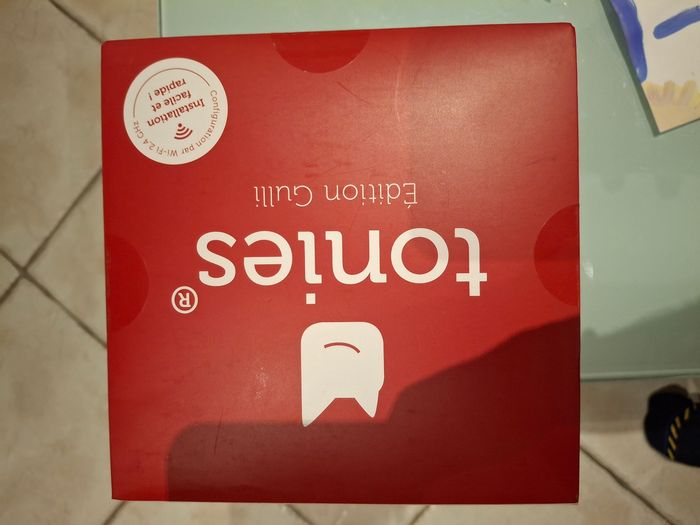 tonies®
Édition Gulli
Installation
facile et
rapide !
Configuration par Wi-Fi 2,4 GHz